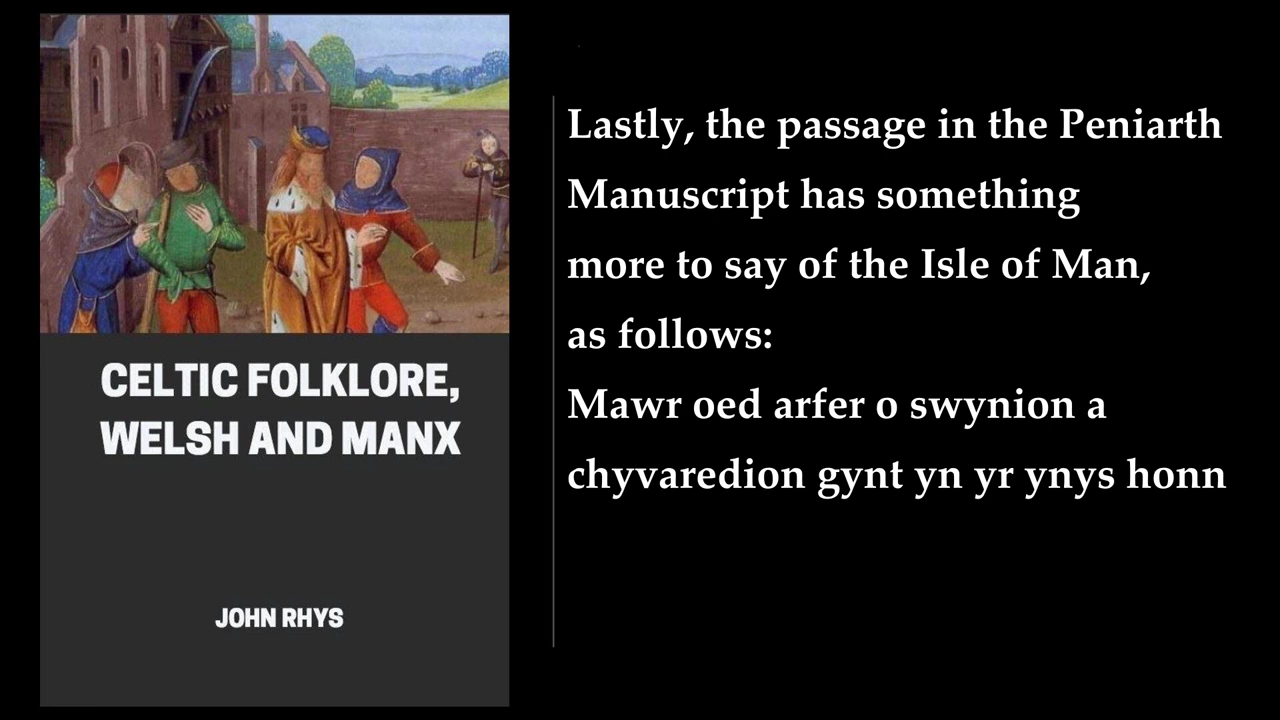 CELTIC FOLKLORE,
WELSH AND MANX
JOHN RHYS
Lastly, the passage in the Peniarth
Manuscript has something
more to say of the Isle of Man,
as follows:
Mawr oed arfer o swynion a
chyvaredion gynt yn yr ynys honn